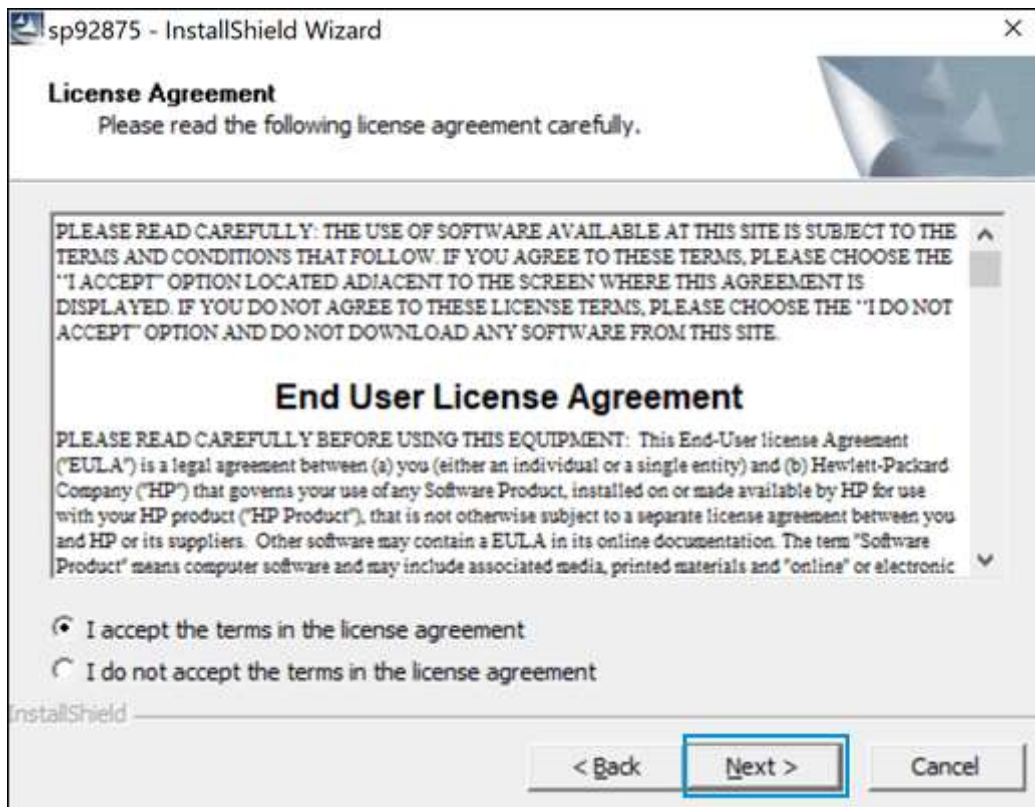 sp92875 - InstallShield Wizard
License Agreement
Please read the following license agreement carefully.
PLEASE READ CAREFULLY: THE USE OF SOFTWARE AVAILABLE AT THIS SITE IS SUBJECT TO THE
TERMS AND CONDITIONS THAT FOLLOW. IF YOU AGREE TO THESE TERMS, PLEASE CHOOSE THE
"I ACCEPT" OPTION LOCATED ADJACENT TO THE SCREEN WHERE THIS AGREEMENT IS
DISPLAYED. IF YOU DO NOT AGREE TO THESE LICENSE TERMS, PLEASE CHOOSE THE "I DO NOT
ACCEPT" OPTION AND DO NOT DOWNLOAD ANY SOFTWARE FROM THIS SITE.
End User License Agreement
PLEASE READ CAREFULLY BEFORE USING THIS EQUIPMENT: This End-User license Agreement
("EULA") is a legal agreement between (a) you (either an individual or a single entity) and (b) Hewlett-Packard
Company ("HP") that governs your use of any Software Product, installed on or made available by HP for use
with your HP product ("HP Product"), that is not otherwise subject to a separate license agreement between you
and HP or its suppliers. Other software may contain a EULA in its online documentation. The term "Software
Product" means computer software and may include associated media, printed materials and "online" or electronic
I accept the terms in the license agreement
I do not accept the terms in the license agreement
InstallShield
< Back
Next >
Cancel